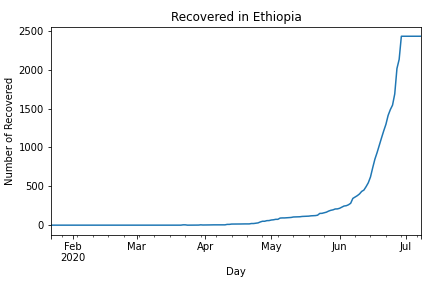 Recovered in Ethiopia
2500
2000
1500
1000
500
0
Number of Recovered
Feb Mar Apr May Jun Jul
2020
Day